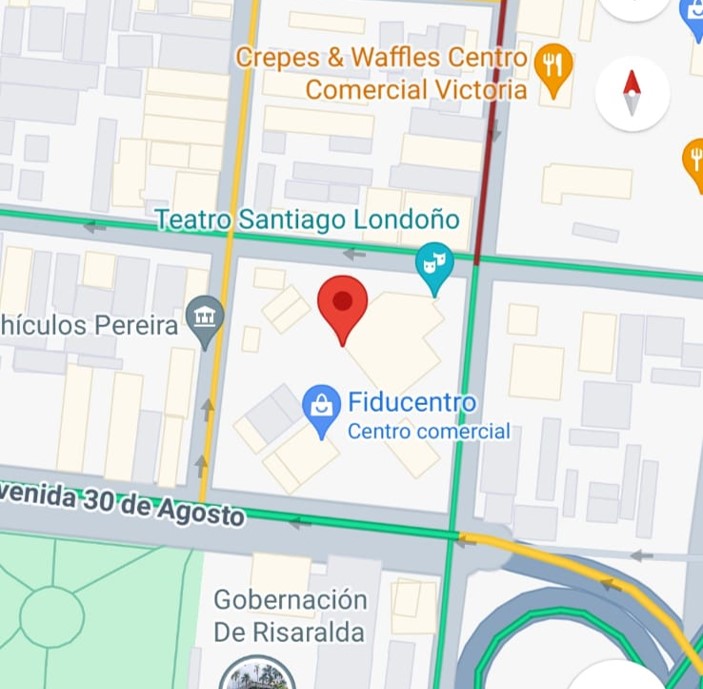 Crepes & Waffles Centro
Comercial Victoria
Teatro Santiago Londoño
hículos Pereira
Fiducentro
Centro comercial
venida 30 de Agosto
Gobernación
De Risaralda